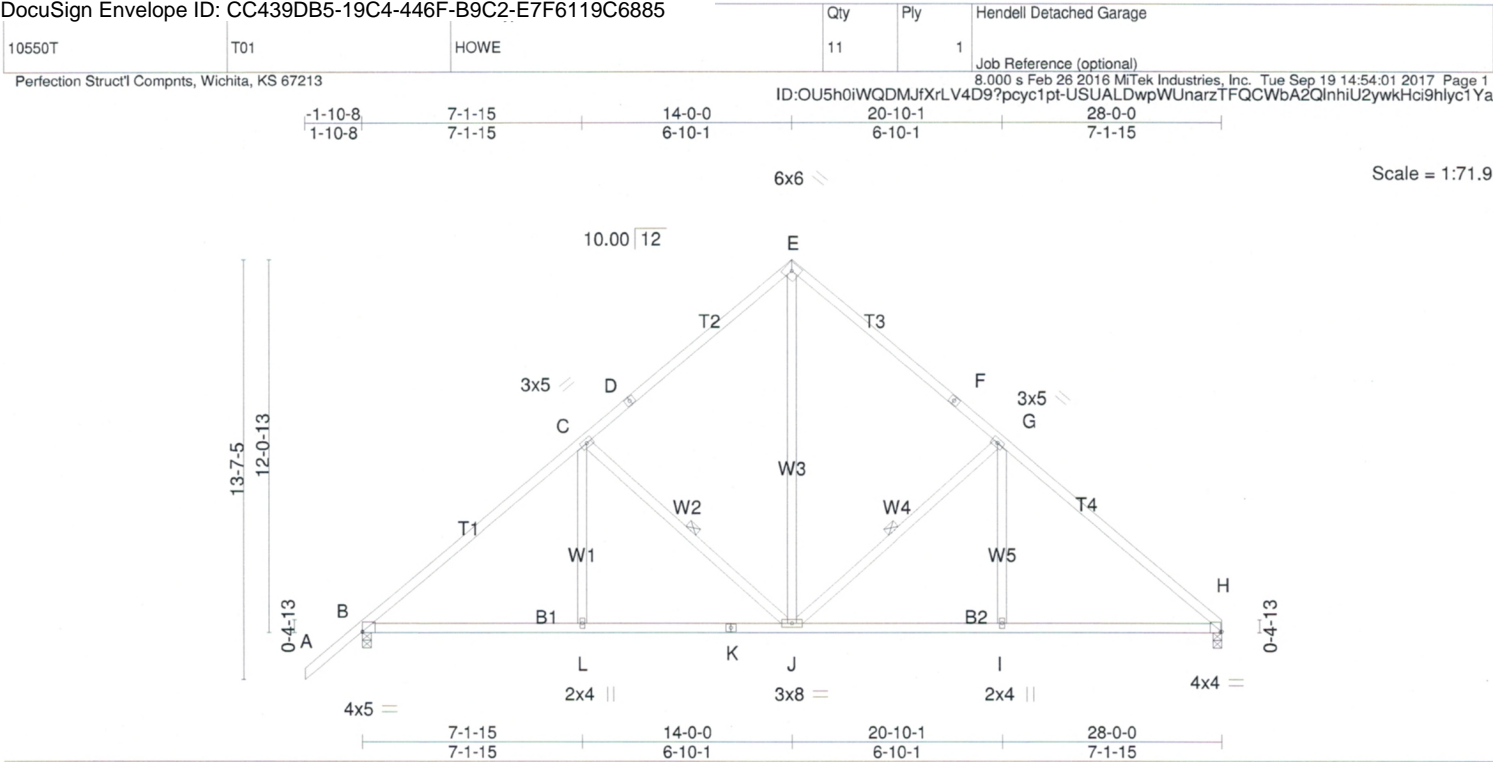 DocuSign Envelope ID: CC439DB5-19C4-446F-B9C2-E7F6119C6885
Qty Ply Hendell Detached Garage
10550T T01 HOWE 11 1
Job Reference (optional)
Perfection Struct'l Compnts, Wichita, KS 67213 8.000 s Feb 26 2016 MiTek Industries, Inc. Tue Sep 19 14:54:01 2017 Page 1
ID:OU5h0iWQDMJfXrLV4D9?pcyc1pt-USUALDwpWUnarzTFQCWbA2QlnhiU2ywkHci9hlyc1Ya
-1-10-8 7-1-15 14-0-0 20-10-1 28-0-0
1-10-8 7-1-15 6-10-1 6-10-1 7-1-15
Scale = 1:71.9
6x6
10.00 12
E
T2 T3
3x5 D F 3x5
C G
13-7-5
12-0-13
W3
W2 W4
T1 T4
W1 W5
0-4-13 B H 0-4-13
A B1 B2
L K J I
2x4 3x8 2x4 4x4
4x5
7-1-15 14-0-0 20-10-1 28-0-0
7-1-15 6-10-1 6-10-1 7-1-15